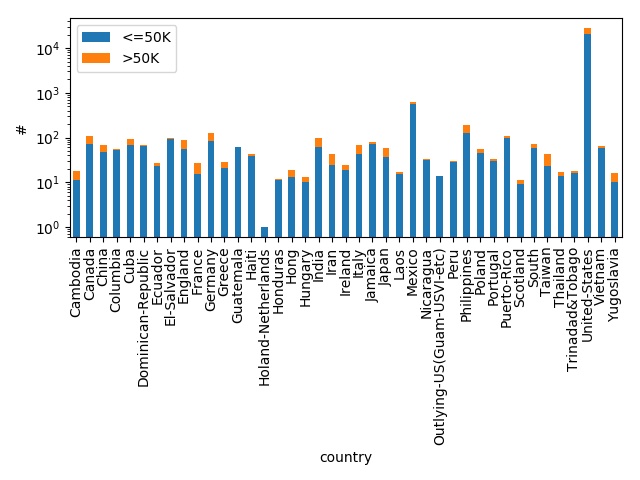 <=50K
>50K
10^4
10^3
10^2
10^1
10^0
#
Cambodia
Canada
China
Columbia
Cuba
Dominican-Republic
Ecuador
El-Salvador
England
France
Germany
Greece
Guatemala
Haiti
Holand-Netherlands
Honduras
Hong
Hungary
India
Iran
Ireland
Italy
Jamaica
Japan
Laos
Mexico
Nicaragua
Outlying-US(Guam-USVI-etc)
Peru
Philippines
Poland
Portugal
Puerto-Rico
Scotland
South
Taiwan
Thailand
Trinadad&Tobago
United-States
Vietnam
Yugoslavia
country